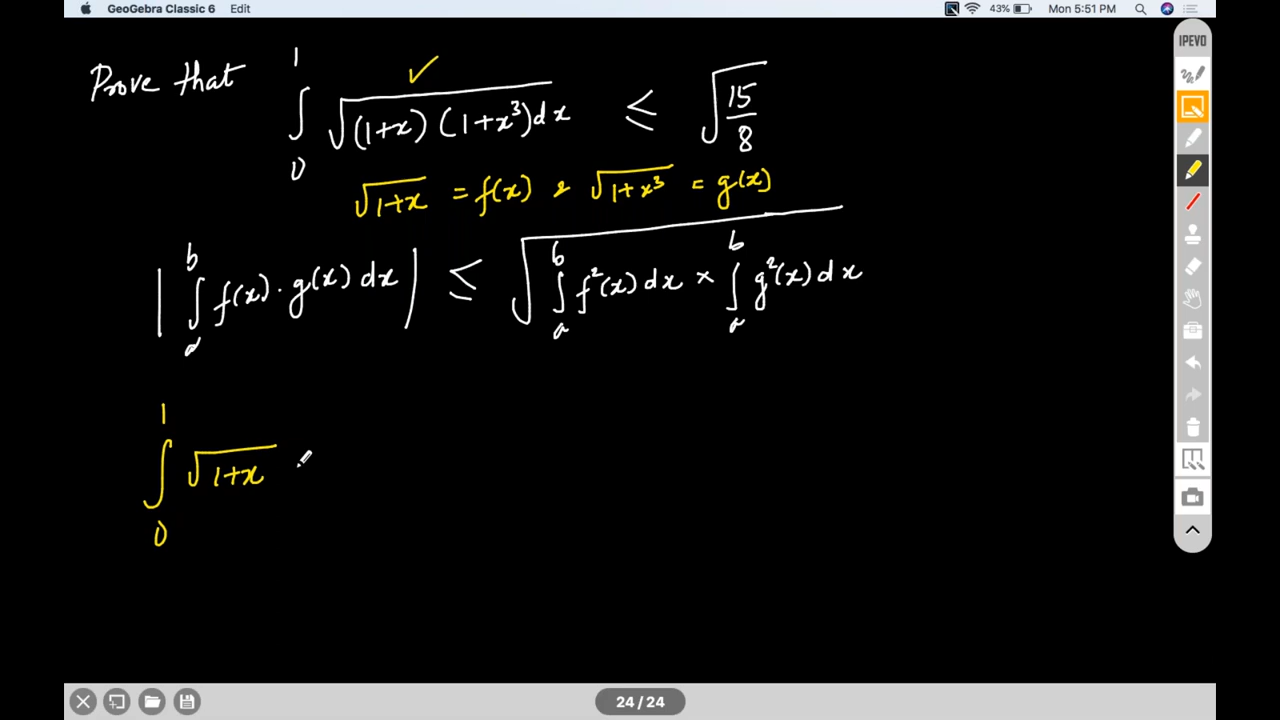 GeoGebra Classic 6 Edit 43% Mon 5:51 PM
IPEVO
Prove that ∫₀¹ √((1+x)(1+x³)dx) ≤ √(15/8)
√(1+x) = f(x) & √(1+x³) = g(x)
|∫ₐᵇ f(x)·g(x) dx| ≤ √(∫ₐᵇ f²(x) dx × ∫ₐᵇ g²(x) dx)
∫₀¹ √(1+x)
24 / 24